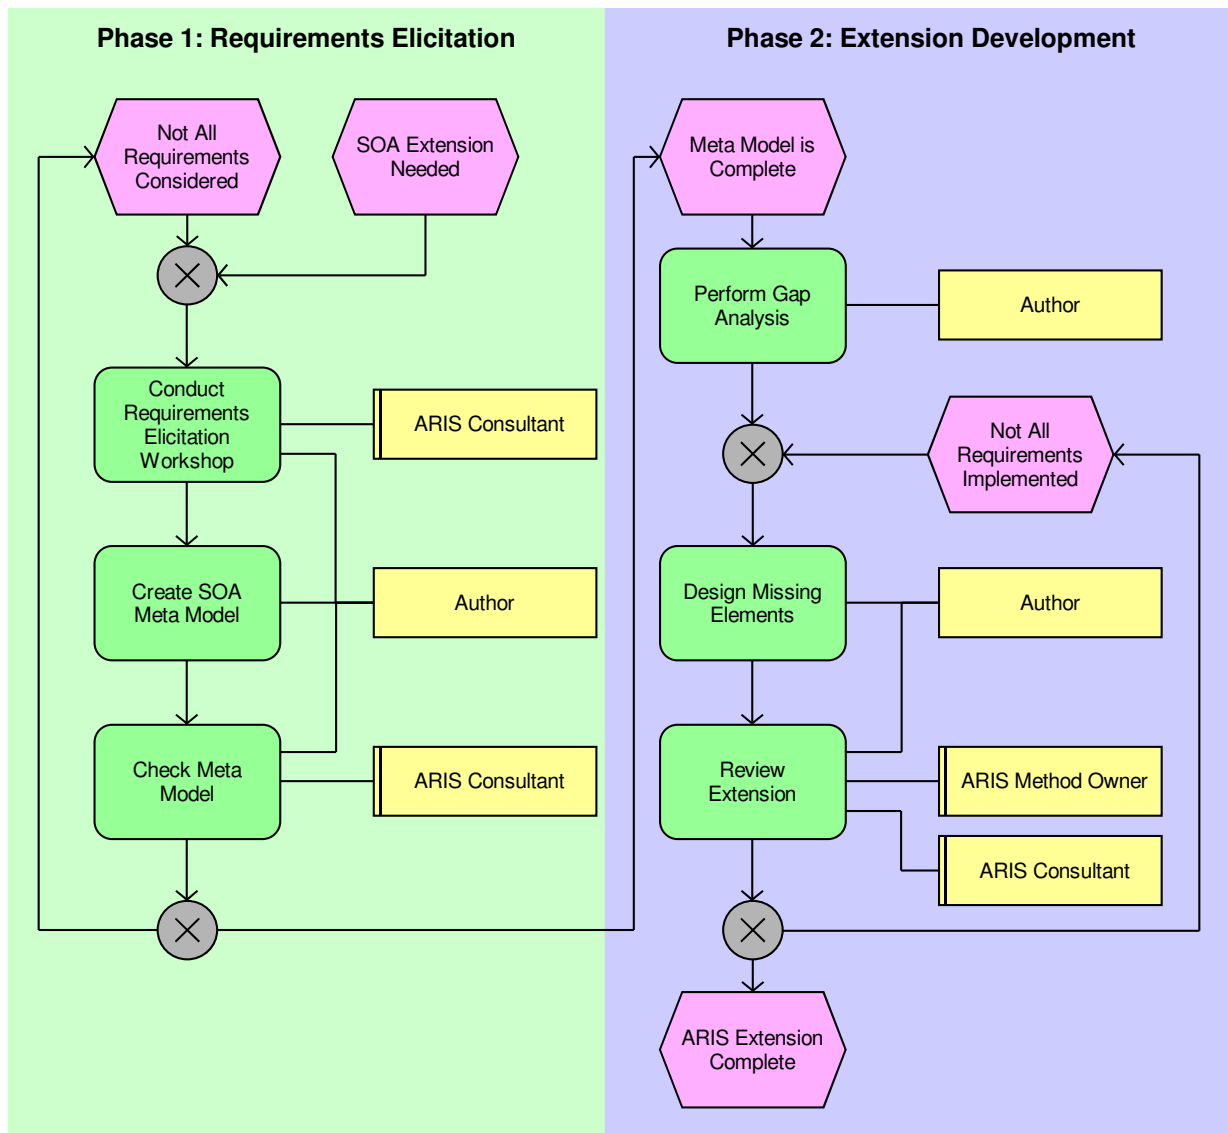 Phase 1: Requirements Elicitation
Not All
Requirements
Considered
SOA Extension
Needed
Conduct
Requirements
Elicitation
Workshop
ARIS Consultant
Create SOA
Meta Model
Author
Check Meta
Model
ARIS Consultant
Phase 2: Extension Development
Meta Model is
Complete
Perform Gap
Analysis
Author
Not All
Requirements
Implemented
Design Missing
Elements
Author
Review
Extension
ARIS Method Owner
ARIS Consultant
ARIS Extension
Complete